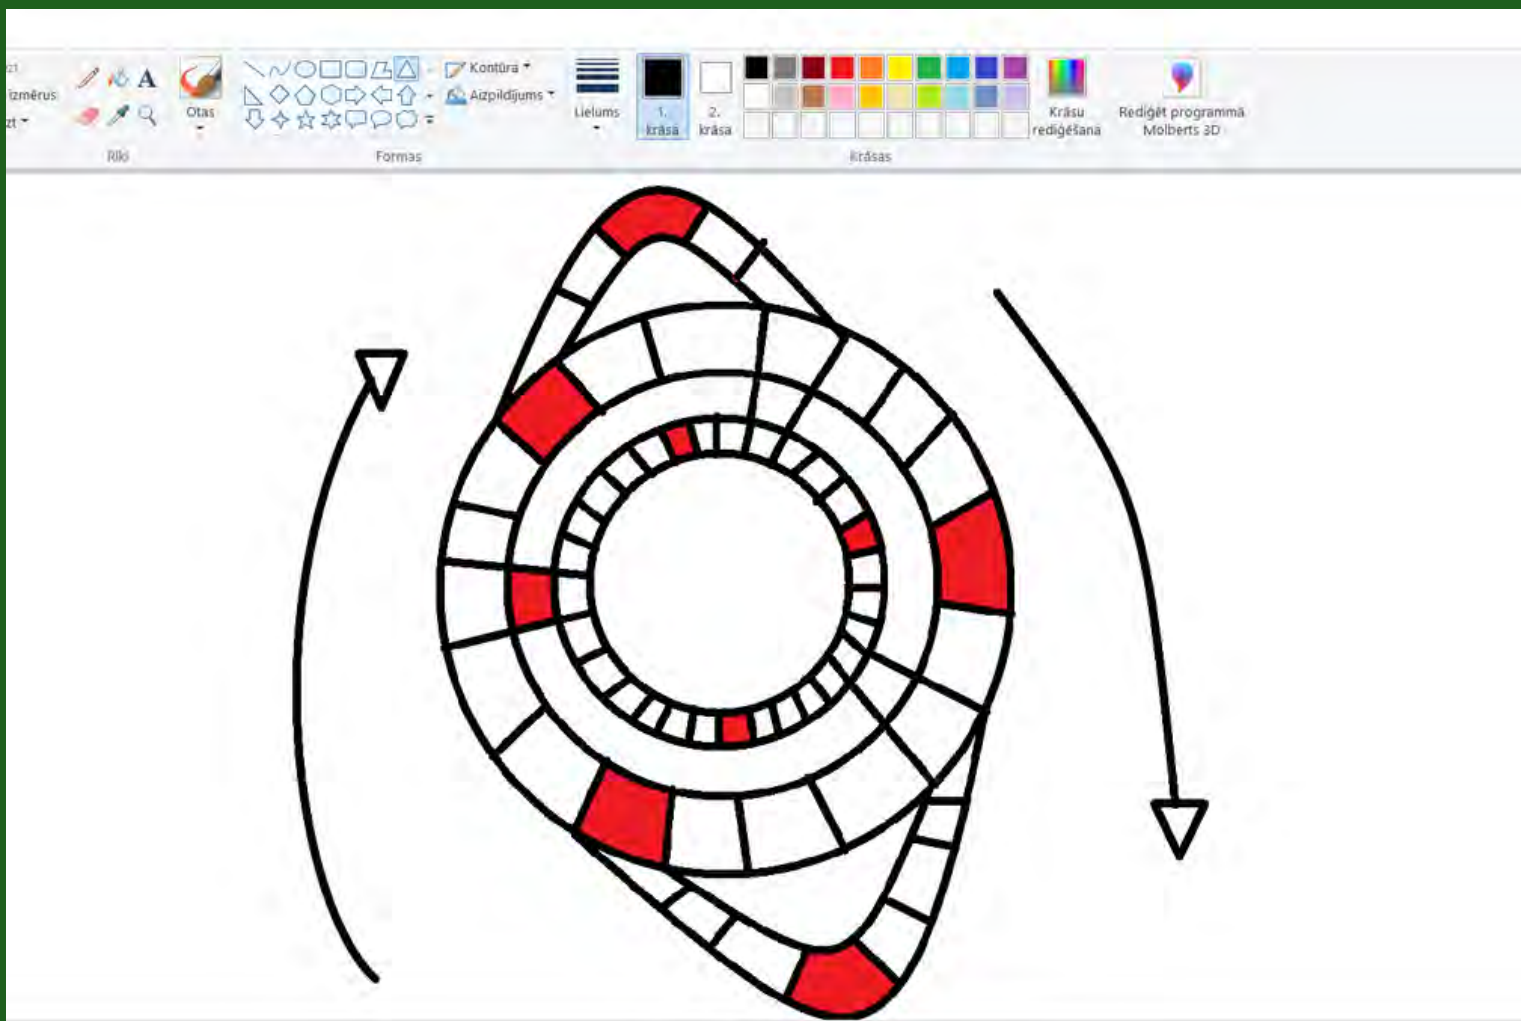 izmērus
A
Otas
Rīki
Kontūra
Aizpildījums
Formas
Lielums
1.
krāsa
2.
krāsa
Krāsas
Krāsu
rediģēšana
Rediģēt programmā
Molberts 3D